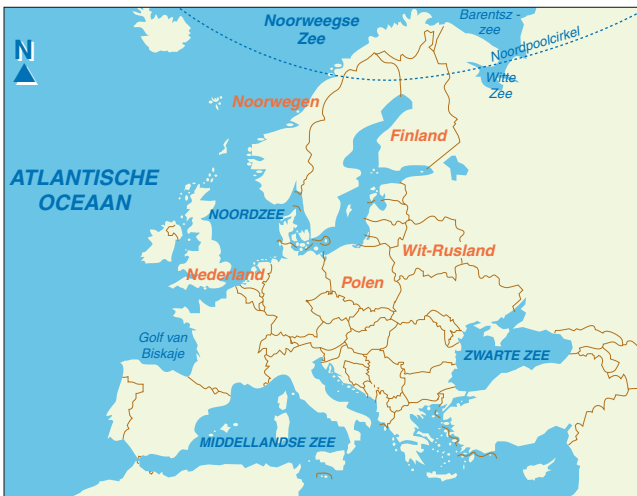 Noorweegse
Zee
Barentsz -
zee
Noordpoolcirkel
N
Witte
Zee
Noorwegen
Finland
ATLANTISCHE
OCEAAN
NOORDZEE
Wit-Rusland
Nederland
Polen
Golf van
Biskaje
ZWARTE ZEE
MIDDELLANDSE ZEE